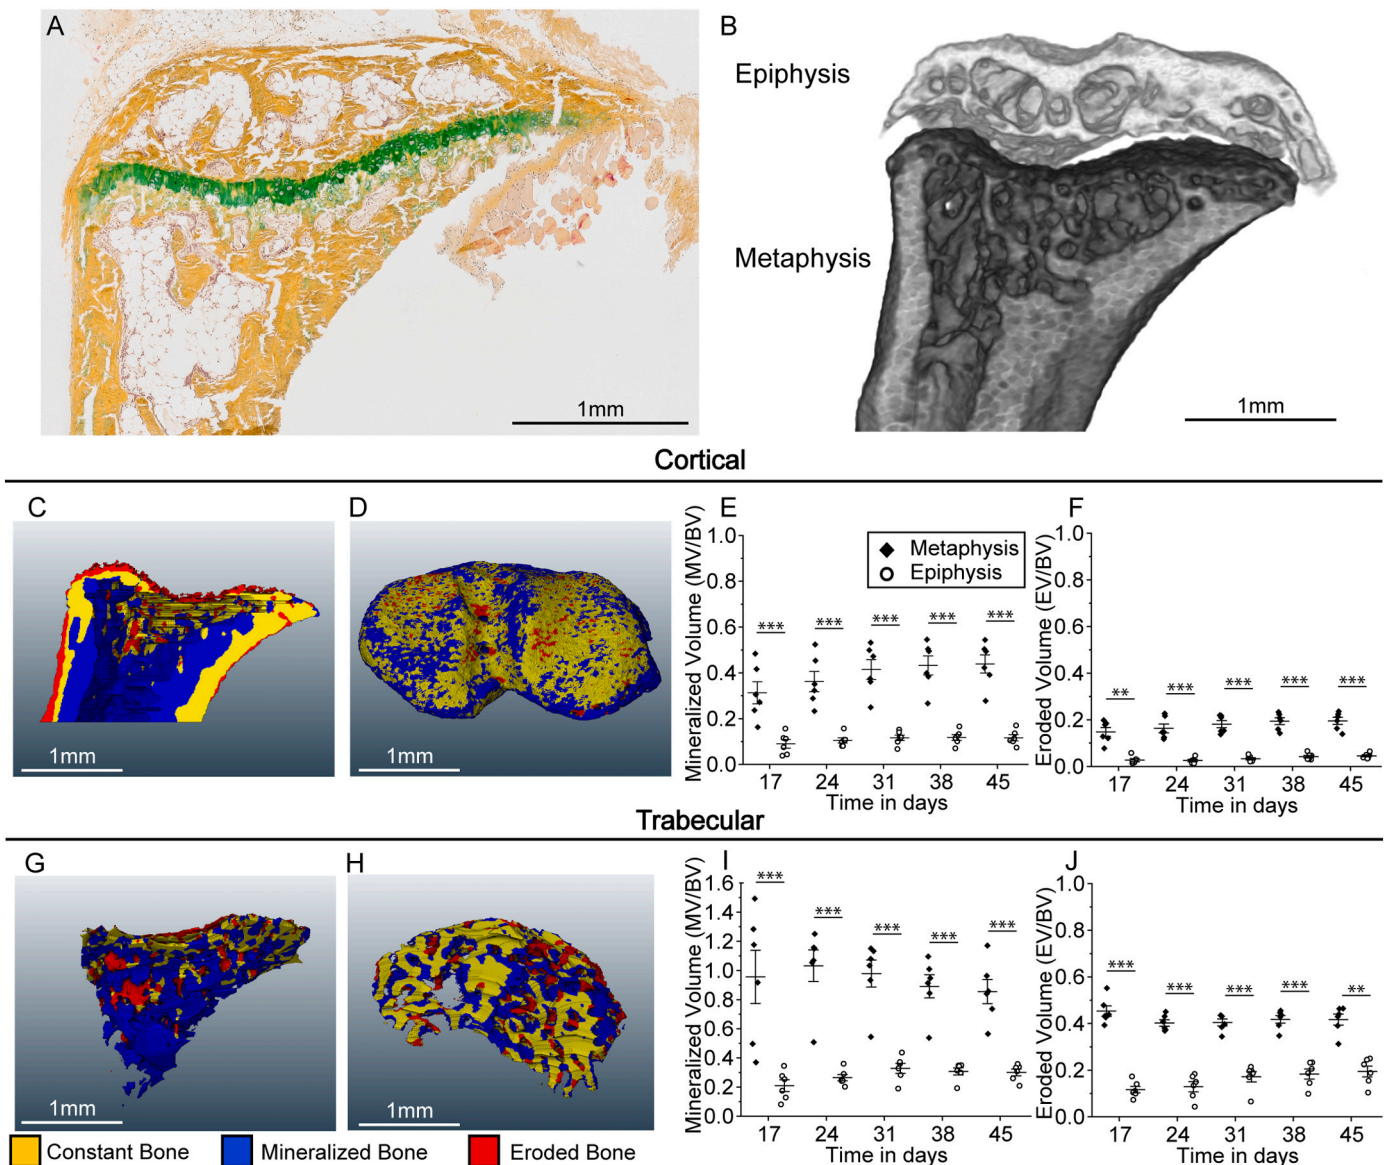 A
B
Epiphysis
Metaphysis
1mm
1mm
Cortical
C
D
E
F
1mm
1mm
Mineralized Volume (MV/BV)
1.0
0.8
0.6
0.4
0.2
0.0
Metaphysis
Epiphysis
*** *** *** *** ***
17 24 31 38 45
Time in days
Eroded Volume (EV/BV)
1.0
0.8
0.6
0.4
0.2
0.0
** *** *** *** ***
17 24 31 38 45
Time in days
Trabecular
G
H
I
J
1mm
1mm
Mineralized Volume (MV/BV)
1.6
1.4
1.2
1.0
0.8
0.6
0.4
0.2
0.0
*** *** *** *** ***
17 24 31 38 45
Time in days
Eroded Volume (EV/BV)
1.0
0.8
0.6
0.4
0.2
0.0
*** *** *** *** **
17 24 31 38 45
Time in days
Constant Bone
Mineralized Bone
Eroded Bone